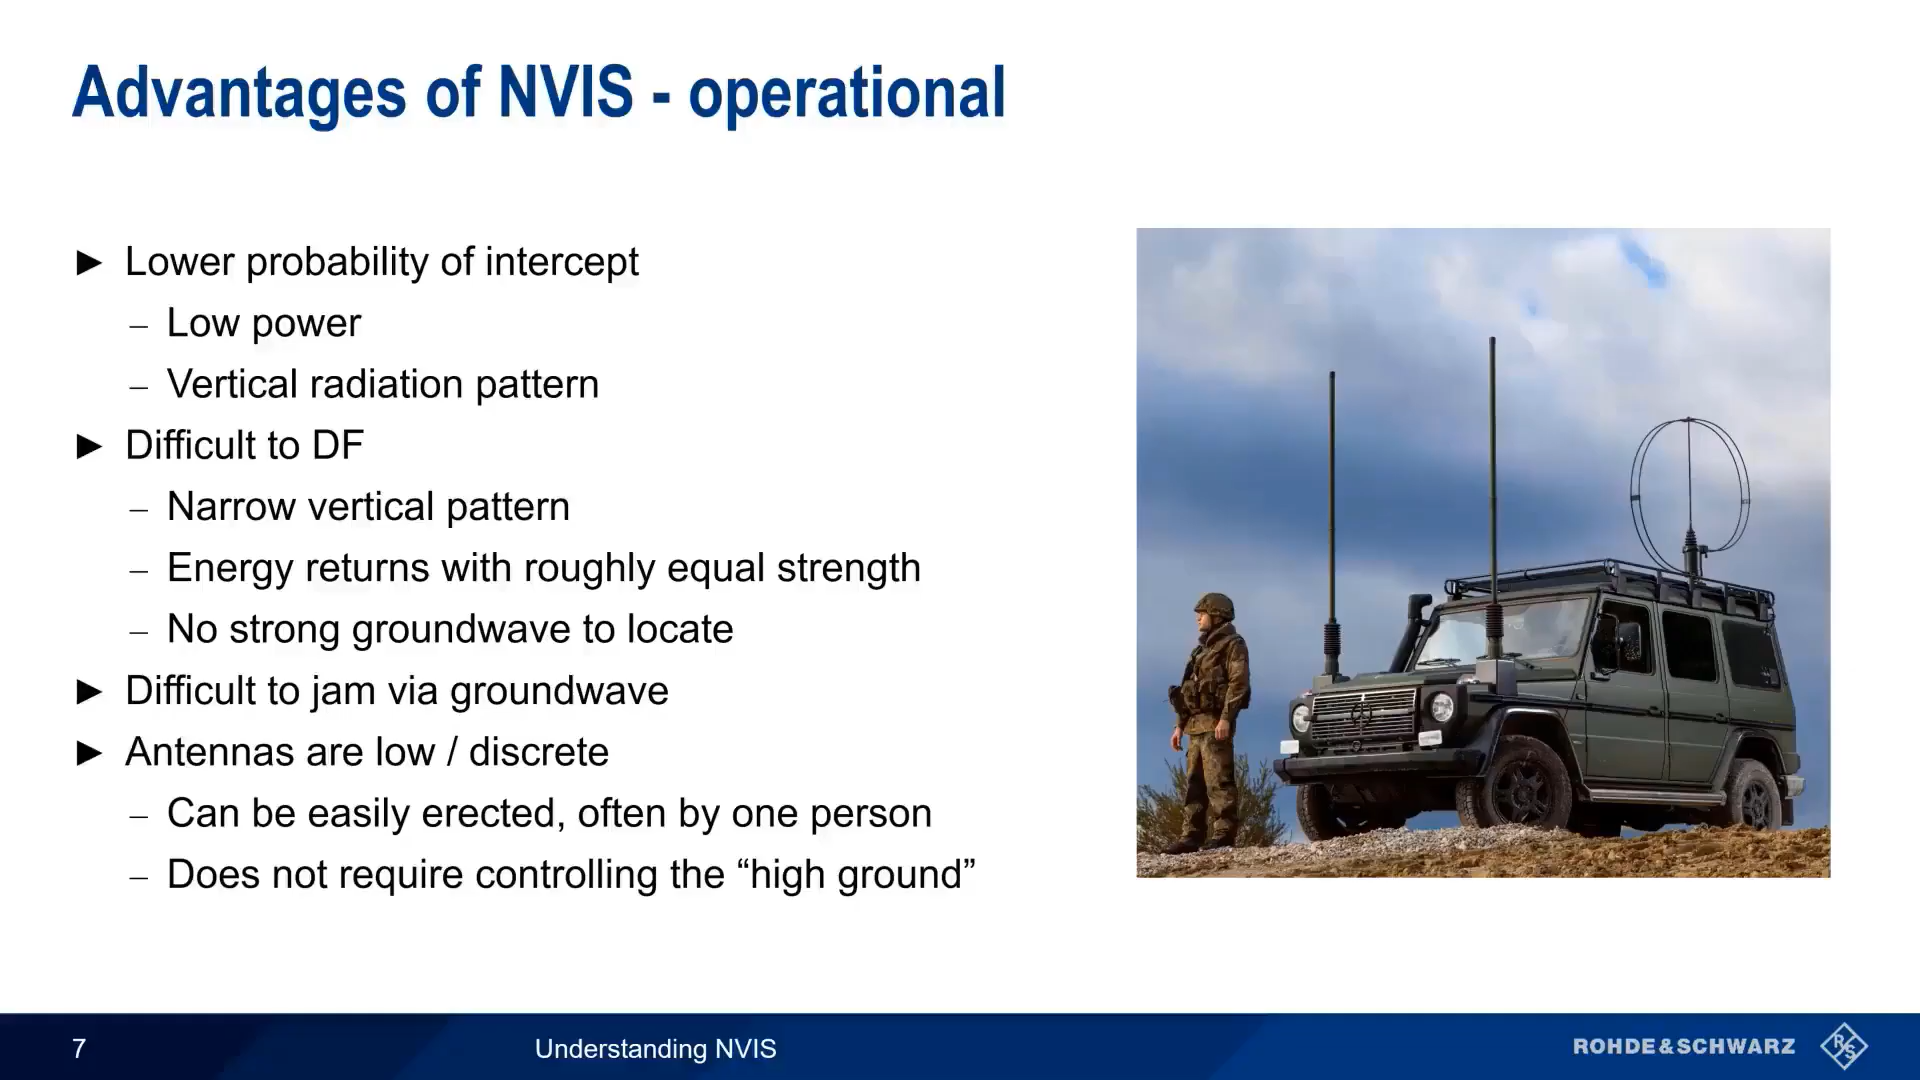 Advantages of NVIS - operational
► Lower probability of intercept
– Low power
– Vertical radiation pattern
► Difficult to DF
– Narrow vertical pattern
– Energy returns with roughly equal strength
– No strong groundwave to locate
► Difficult to jam via groundwave
► Antennas are low / discrete
– Can be easily erected, often by one person
– Does not require controlling the “high ground”
7
Understanding NVIS
ROHDE&SCHWARZ
R&S